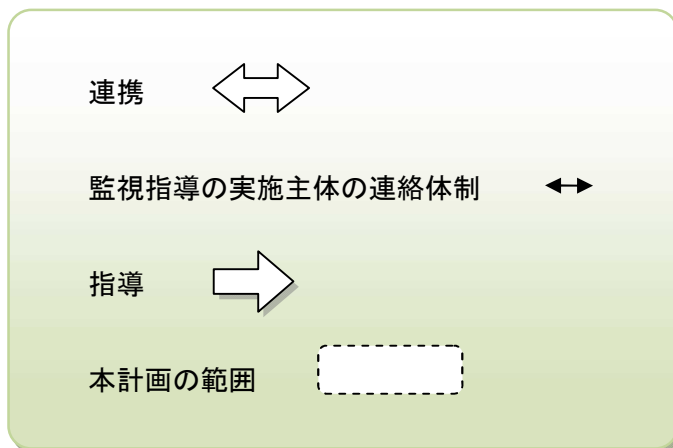 連携
監視指導の実施主体の連絡体制
指導
本計画の範囲